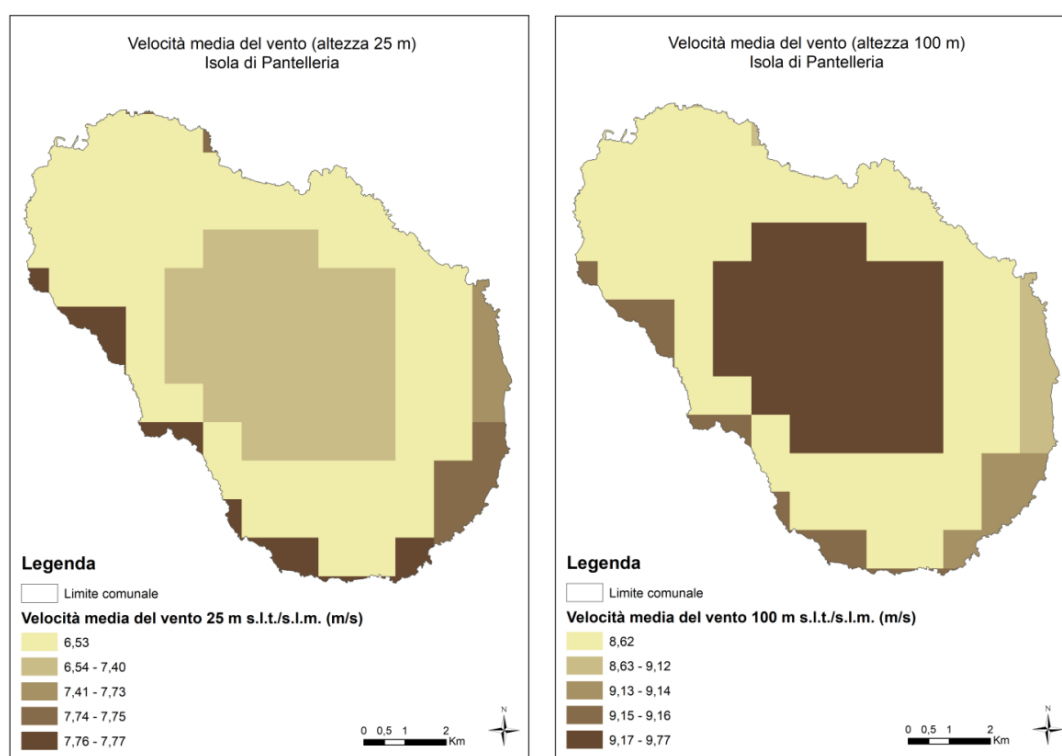 Velocità media del vento (altezza 25 m)
Isola di Pantelleria
Legenda
Limite comunale
Velocità media del vento 25 m s.l.t./s.l.m. (m/s)
6,53
6,54 - 7,40
7,41 - 7,73
7,74 - 7,75
7,76 - 7,77
N
0 0,5 1 2
Km
Velocità media del vento (altezza 100 m)
Isola di Pantelleria
Legenda
Limite comunale
Velocità media del vento 100 m s.l.t./s.l.m. (m/s)
8,62
8,63 - 9,12
9,13 - 9,14
9,15 - 9,16
9,17 - 9,77
N
0 0,5 1 2
Km